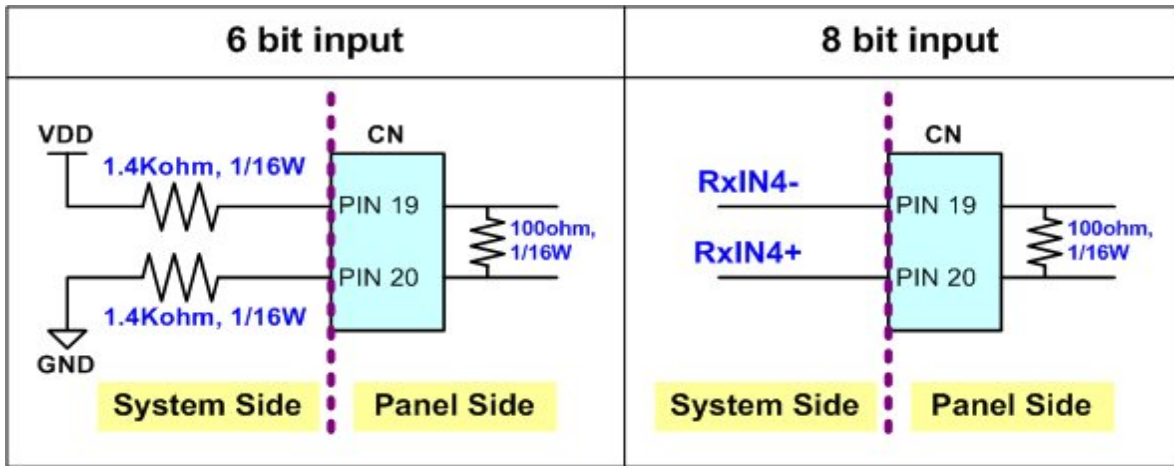 6 bit input
8 bit input
VDD
1.4Kohm, 1/16W
CN
PIN 19
PIN 20
100ohm,
1/16W
1.4Kohm, 1/16W
GND
System Side
Panel Side
CN
RxIN4-
RxIN4+
PIN 19
PIN 20
100ohm,
1/16W
System Side
Panel Side